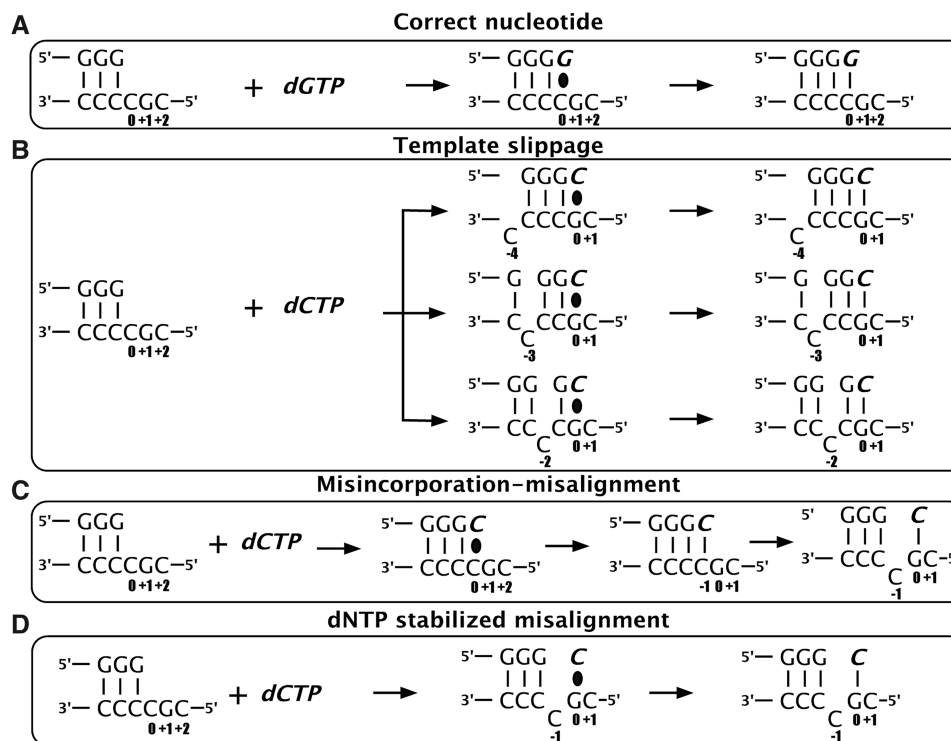 A Correct nucleotide
5'— GGG GGGG GGGG
+ dGTP
3'— CCCCGC—5' CCCCGC—5' CCCCGC—5'
0 +1 +2 0 +1+2 0 +1+2
B Template slippage
5'— GGGC 5'— GGGC
3'— CCCGC—5' 3'— CCCGC—5'
C 0 +1 C 0 +1
-4 -4
5'— GGG 5'— G GGC 5'— G GGC
+ dCTP
3'— CCCCGC—5' 3'— C CCGC—5' 3'— C CCGC—5'
0 +1 +2 C 0 +1 C 0 +1
-3 -3
5'— GG GC 5'— GG GC
3'— CC CGC—5' 3'— CC CGC—5'
C 0 +1 C 0 +1
-2 -2
C Misincorporation-misalignment
5'— GGG 5'— GGGC 5'— GGGC 5' GGG C
+ dCTP
3'— CCCCGC—5' 3'— CCCCGC—5' 3'— CCCCGC—5' 3'— CCC GC—5
0 +1 +2 0 +1 +2 -1 0 +1 C 0 +1
-1
D dNTP stabilized misalignment
5'— GGG 5'— GGG C 5'— GGG C
+ dCTP
3'— CCCCGC—5' 3'— CCC GC—5' 3'— CCC GC—5'
0 +1 +2 C 0 +1 C 0 +1
-1 -1